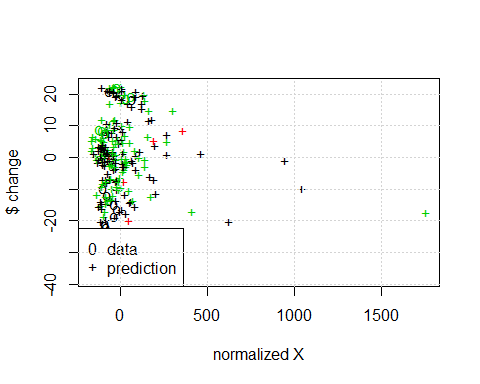 20
10
0
-20
-40
$ change
0 data
+ prediction
0 500 1000 1500
normalized X